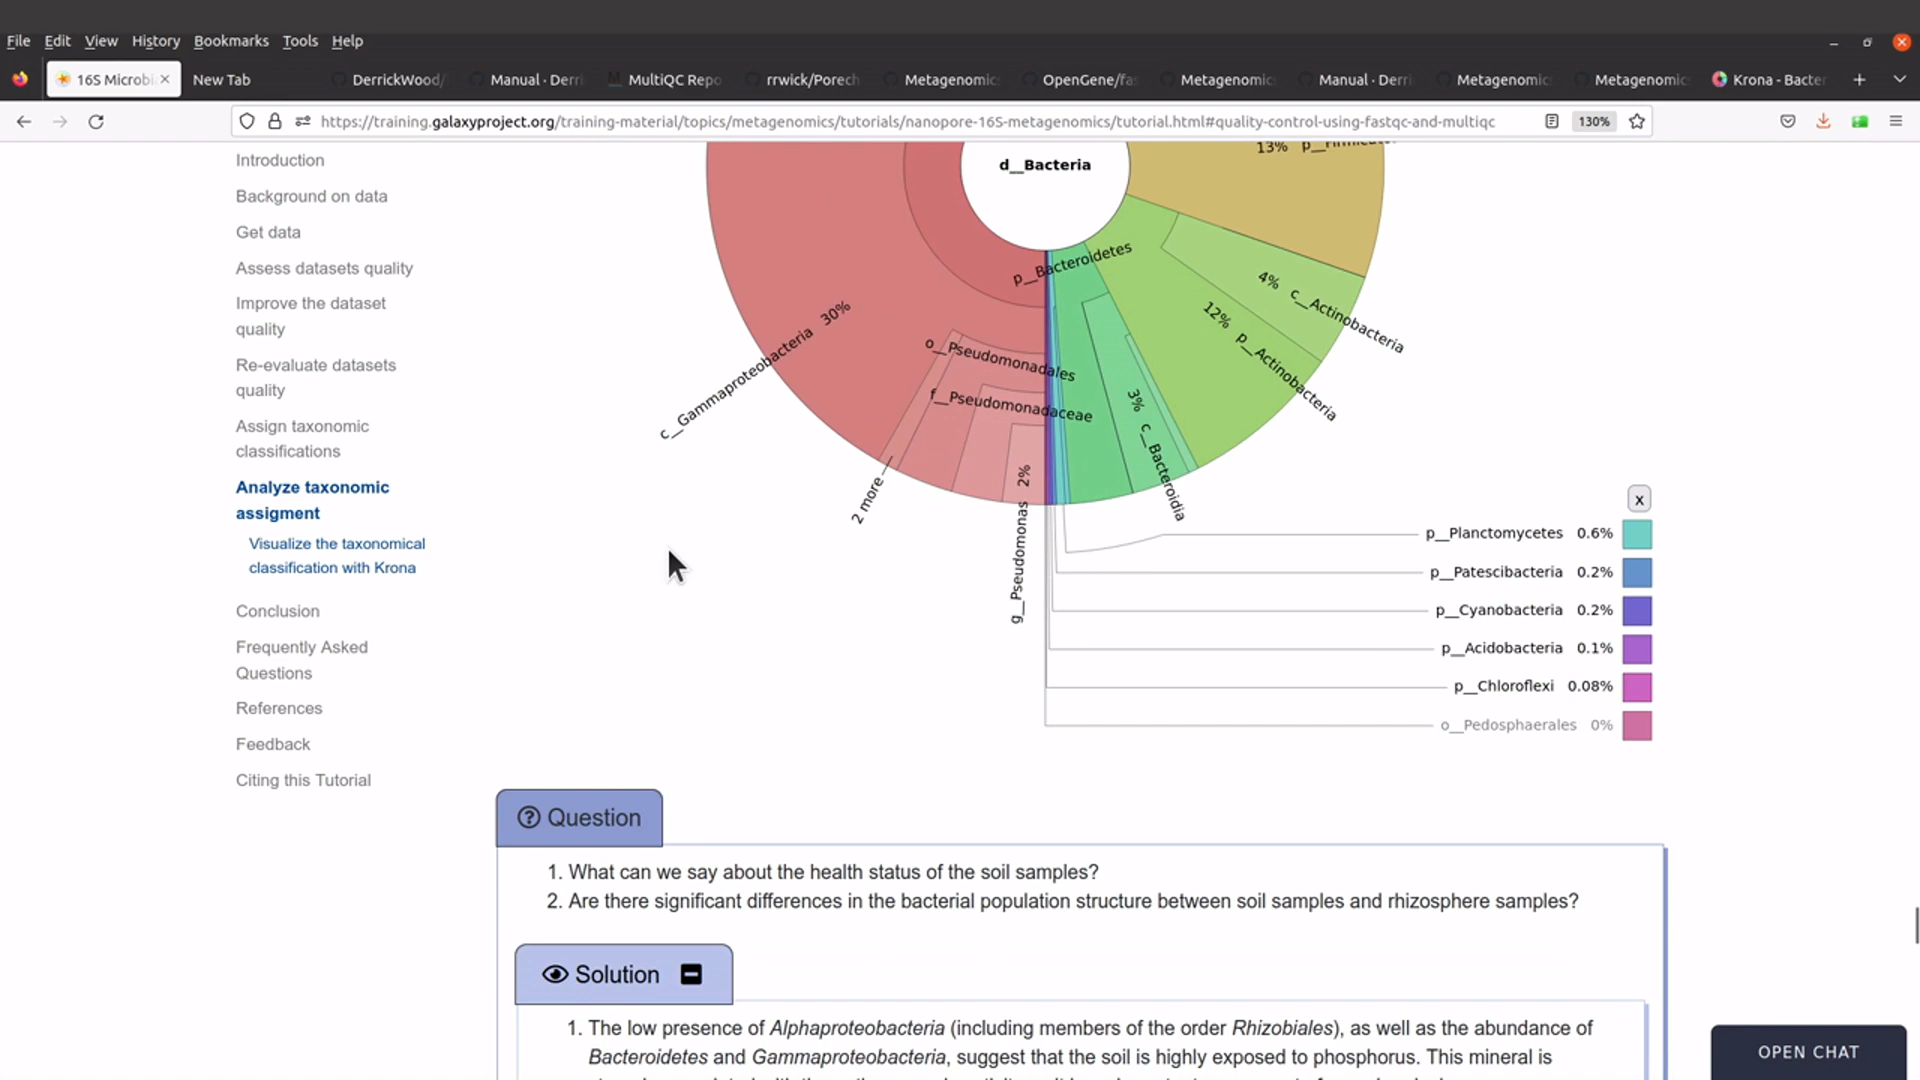 File Edit View History Bookmarks Tools Help
16S Microbi
New Tab
DerrickWood/
Manual · Derri
MultiQC Repo
rrwick/Porech
Metagenomic
OpenGene/fas
Metagenomic
Manual · Derri
Metagenomic
Metagenomic
Krona - Bacter
https://training.galaxyproject.org/training-material/topics/metagenomics/tutorials/nanopore-16S-metagenomics/tutorial.html#quality-control-using-fastqc-and-multiqc
130%
Introduction
Background on data
Get data
Assess datasets quality
Improve the dataset
quality
Re-evaluate datasets
quality
Assign taxonomic
classifications
Analyze taxonomic
assigment
Visualize the taxonomical
classification with Krona
Conclusion
Frequently Asked
Questions
References
Feedback
Citing this Tutorial
d__Bacteria
13%
p__Bacteroidetes
4% c__Actinobacteria
12% p__Actinobacteria
c__Gammaproteobacteria 30%
o__Pseudomonadales
f__Pseudomonadaceae
3% c__Bacteroidia
2 more
g__Pseudomonas 2%
x
p__Planctomycetes 0.6%
p__Patescibacteria 0.2%
p__Cyanobacteria 0.2%
p__Acidobacteria 0.1%
p__Chloroflexi 0.08%
o__Pedosphaerales 0%
Question
1. What can we say about the health status of the soil samples?
2. Are there significant differences in the bacterial population structure between soil samples and rhizosphere samples?
Solution
1. The low presence of Alphaproteobacteria (including members of the order Rhizobiales), as well as the abundance of
Bacteroidetes and Gammaproteobacteria, suggest that the soil is highly exposed to phosphorus. This mineral is
OPEN CHAT